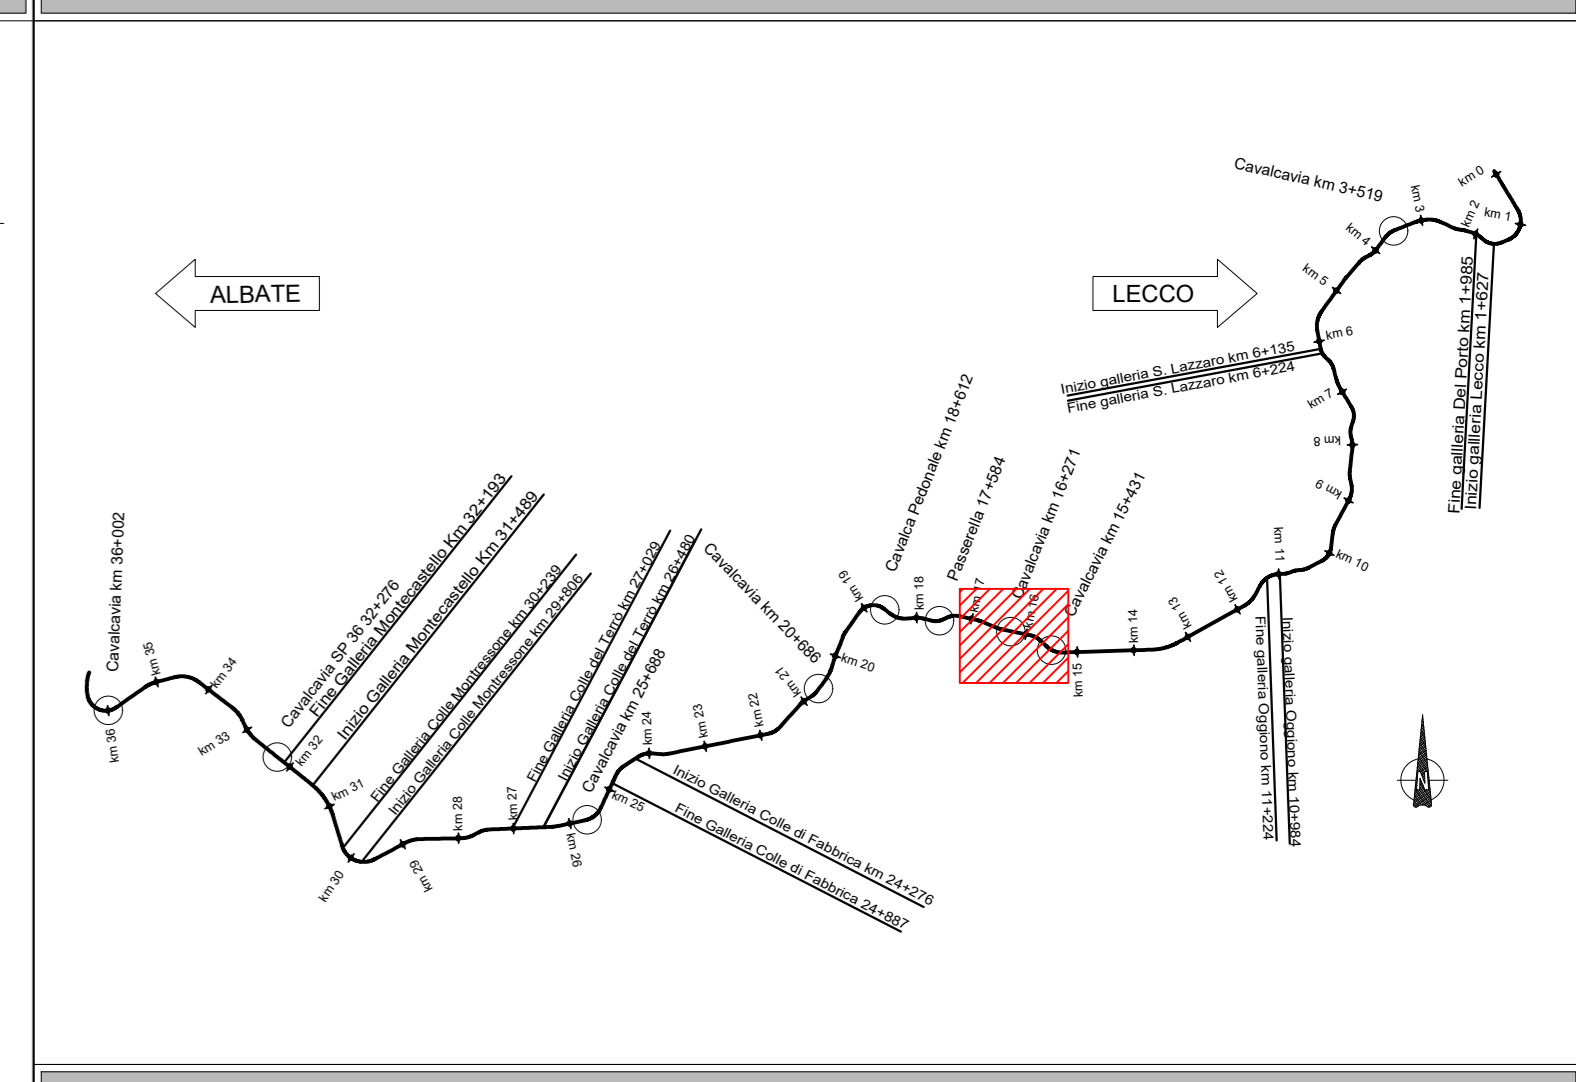 ALBATE
LECCO
Cavalcavia km 36+002
km 36
km 35
km 34
km 33
Cavalcavia SP 36 32+276
Fine Galleria Montecastello Km 32+193
km 32
Inizio Galleria Montecastello Km 31+489
km 31
Fine Galleria Colle Montressone km 30+239
km 30
Inizio Galleria Colle Montressone km 29+806
km 29
km 28
Fine Galleria Colle del Terrò km 27+029
km 27
Inizio Galleria Colle del Terrò km 26+480
km 26
Cavalcavia km 25+688
km 25
Fine Galleria Colle di Fabbrica 24+887
Inizio Galleria Colle di Fabbrica km 24+276
km 24
km 23
km 22
km 21
Cavalcavia km 20+686
km 20
km 19
Cavalca Pedonale km 18+612
km 18
Passerella 17+584
km 17
Cavalcavia km 16+271
km 16
Cavalcavia km 15+431
km 15
km 14
km 13
km 12
Fine galleria Oggiono km 11+224
km 11
Inizio galleria Oggiono km 10+984
km 10
km 9
km 8
km 7
Inizio galleria S. Lazzaro km 6+135
Fine galleria S. Lazzaro km 6+224
km 6
km 5
km 4
Cavalcavia km 3+519
km 3
km 2
Fine gallleria Del Porto km 1+985
Inizio gallleria Lecco km 1+627
km 1
km 0
N